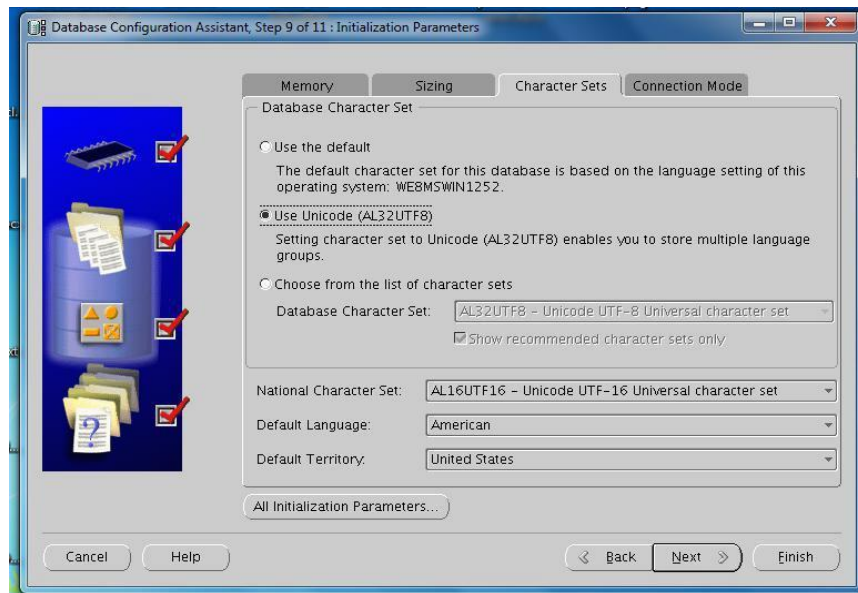 Database Configuration Assistant, Step 9 of 11 : Initialization Parameters
Memory Sizing Character Sets Connection Mode
Database Character Set
Use the default
The default character set for this database is based on the language setting of this
operating system: WE8MSWIN1252.
Use Unicode (AL32UTF8)
Setting character set to Unicode (AL32UTF8) enables you to store multiple language
groups.
Choose from the list of character sets
Database Character Set: AL32UTF8 - Unicode UTF-8 Universal character set
Show recommended character sets only
National Character Set: AL16UTF16 - Unicode UTF-16 Universal character set
Default Language: American
Default Territory: United States
All Initialization Parameters...
Cancel Help Back Next Finish